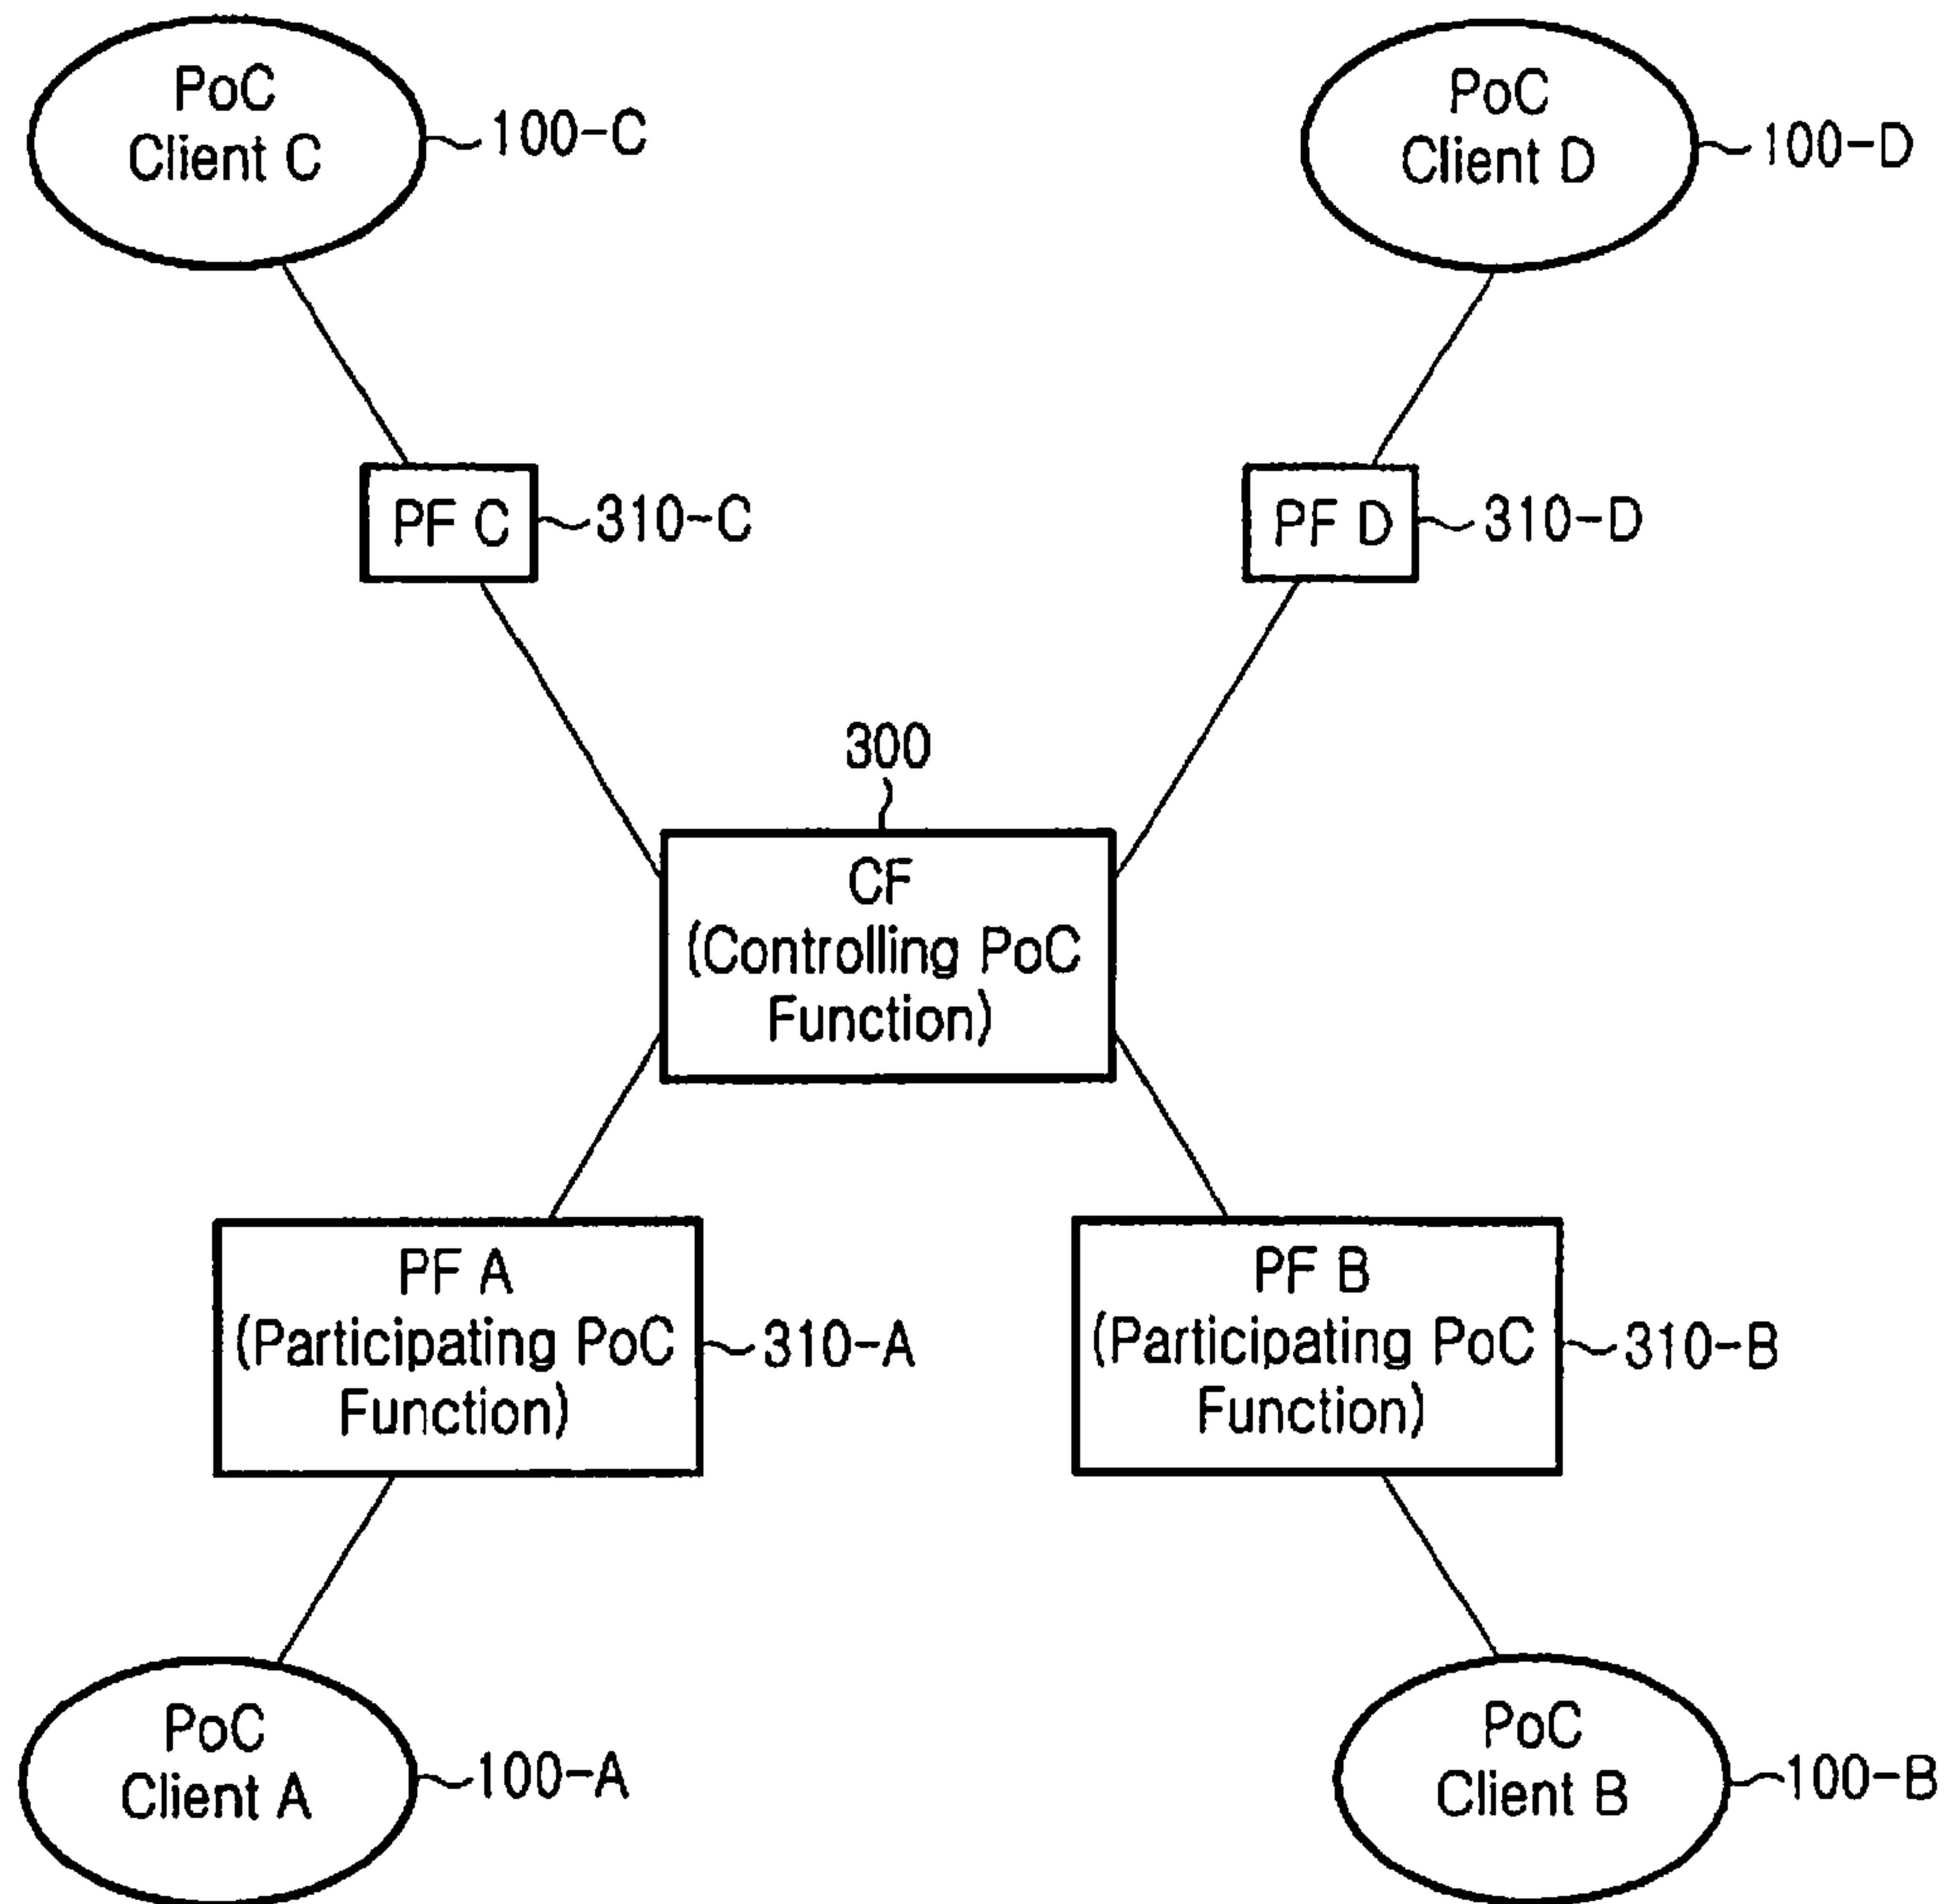 PoC
Client C
100-C
PoC
Client D
100-D
PF C
310-C
PF D
310-D
300
CF
(Controlling PoC
Function)
PF A
(Participating PoC
Function)
310-A
PF B
(Participating PoC
Function)
310-B
PoC
Client A
100-A
PoC
Client B
100-B